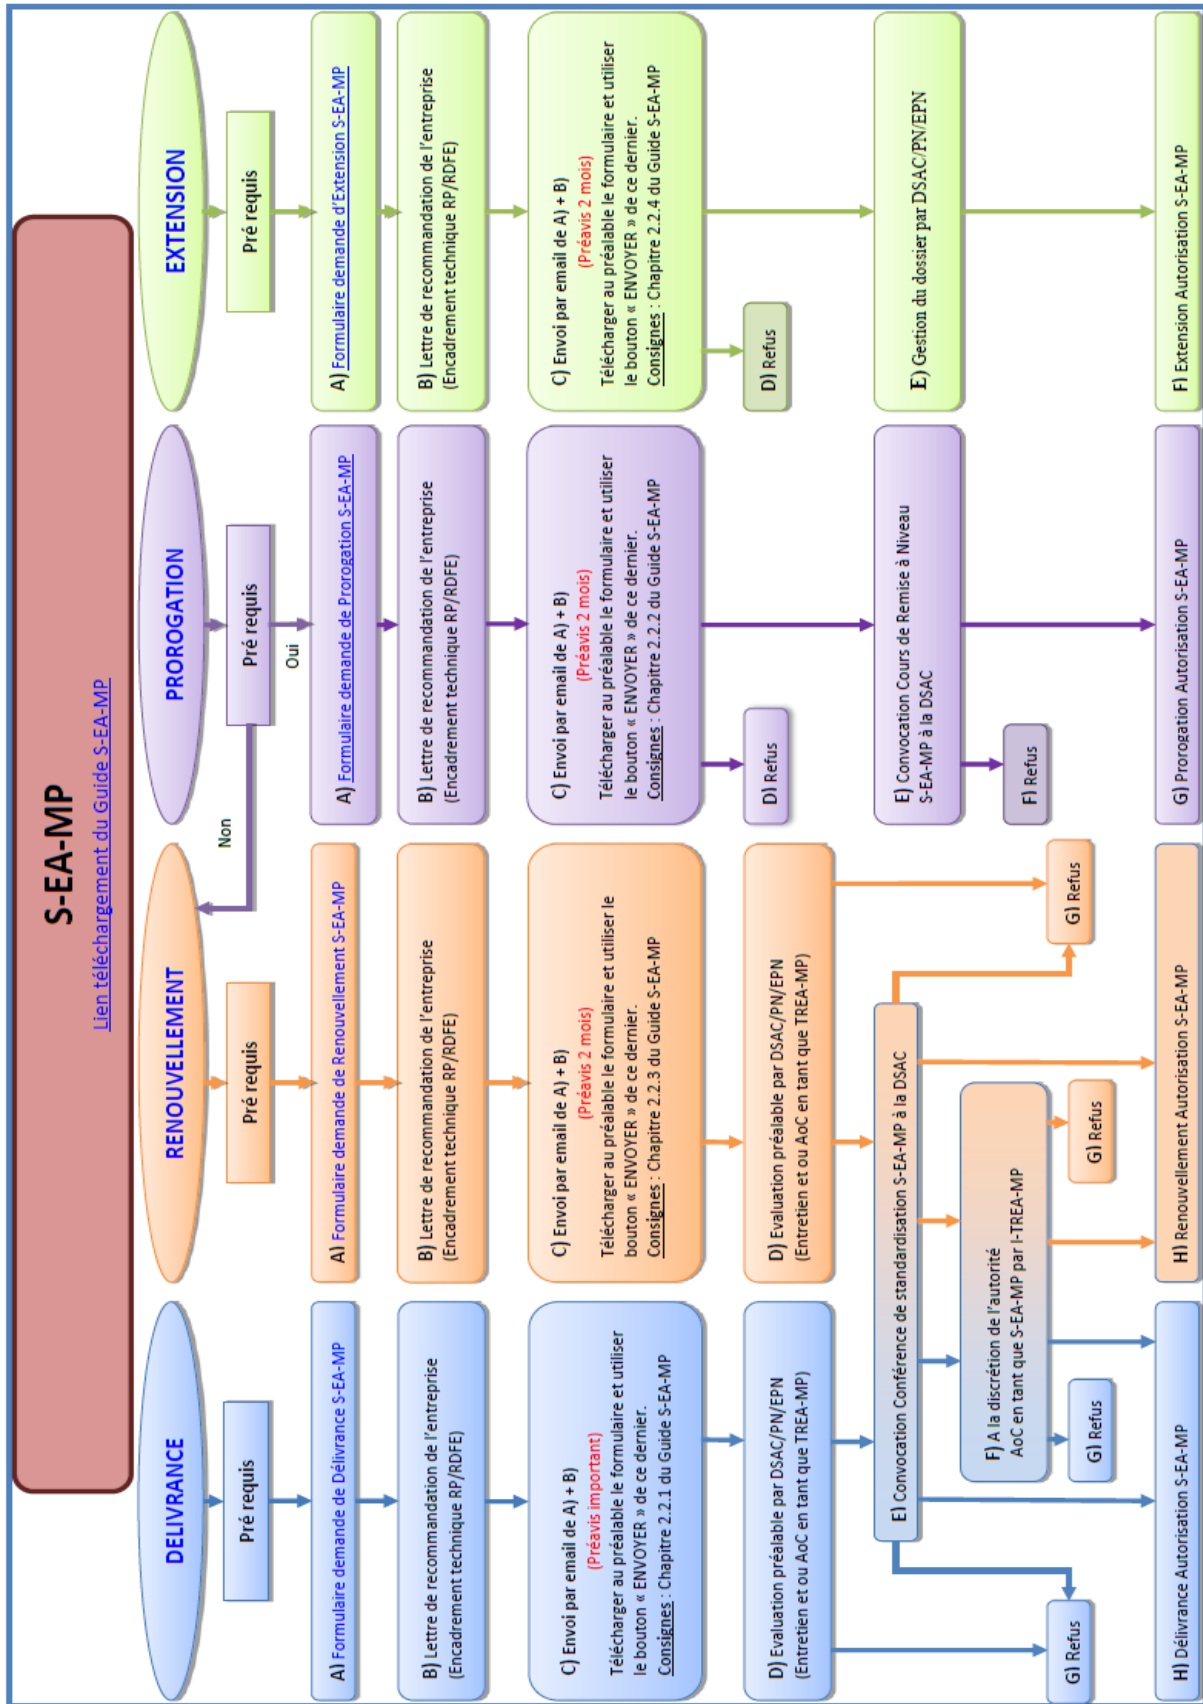 S-EA-MP
Lien téléchargement du Guide S-EA-MP
DELIVRANCE
Pré requis
A) Formulaire demande de Délivrance S-EA-MP
B) Lettre de recommandation de l'entreprise
(Encadrement technique RP/RDFE)
C) Envoi par email de A) + B)
(Préavis important)
Télécharger au préalable le formulaire et utiliser
le bouton « ENVOYER » de ce dernier.
Consignes : Chapitre 2.2.1 du Guide S-EA-MP
D) Evaluation préalable par DSAC/PN/EPN
(Entretien et ou AoC en tant que TREA-MP)
RENOUVELLEMENT
Pré requis
A) Formulaire demande de Renouvellement S-EA-MP
B) Lettre de recommandation de l'entreprise
(Encadrement technique RP/RDFE)
C) Envoi par email de A) + B)
(Préavis 2 mois)
Télécharger au préalable le formulaire et utiliser le
bouton « ENVOYER » de ce dernier.
Consignes : Chapitre 2.2.3 du Guide S-EA-MP
D) Evaluation préalable par DSAC/PN/EPN
(Entretien et ou AoC en tant que TREA-MP)
E) Convocation Conférence de standardisation S-EA-MP à la DSAC
F) A la discrétion de l'autorité
AoC en tant que S-EA-MP par I-TREA-MP
G) Refus
G) Refus
G) Refus
G) Refus
H) Délivrance Autorisation S-EA-MP
H) Renouvellement Autorisation S-EA-MP
PROROGATION
Pré requis
Non
Oui
A) Formulaire demande de Prorogation S-EA-MP
B) Lettre de recommandation de l'entreprise
(Encadrement technique RP/RDFE)
C) Envoi par email de A) + B)
(Préavis 2 mois)
Télécharger au préalable le formulaire et utiliser
le bouton « ENVOYER » de ce dernier.
Consignes : Chapitre 2.2.2 du Guide S-EA-MP
D) Refus
E) Convocation Cours de Remise à Niveau
S-EA-MP à la DSAC
F) Refus
G) Prorogation Autorisation S-EA-MP
EXTENSION
Pré requis
A) Formulaire demande d'Extension S-EA-MP
B) Lettre de recommandation de l'entreprise
(Encadrement technique RP/RDFE)
C) Envoi par email de A) + B)
(Préavis 2 mois)
Télécharger au préalable le formulaire et utiliser
le bouton « ENVOYER » de ce dernier.
Consignes : Chapitre 2.2.4 du Guide S-EA-MP
D) Refus
E) Gestion du dossier par DSAC/PN/EPN
F) Extension Autorisation S-EA-MP